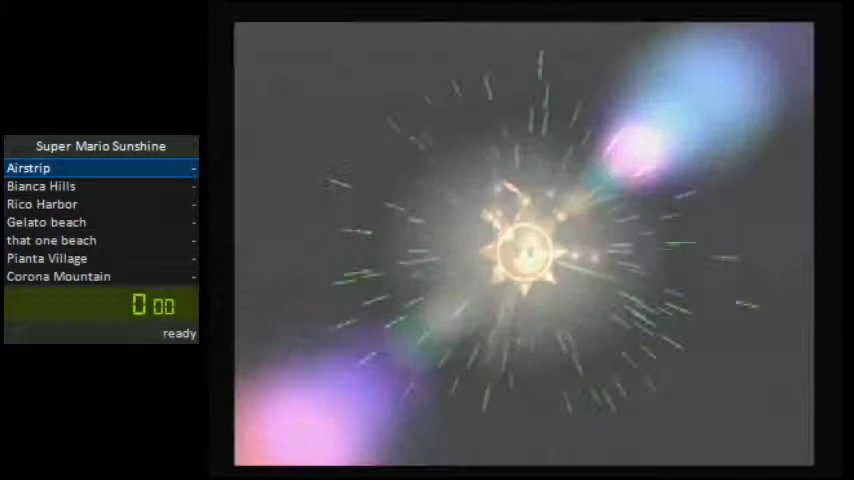 Super Mario Sunshine
Airstrip -
Bianca Hills -
Rico Harbor -
Gelato beach -
that one beach -
Pianta Village -
Corona Mountain -
0 00
ready